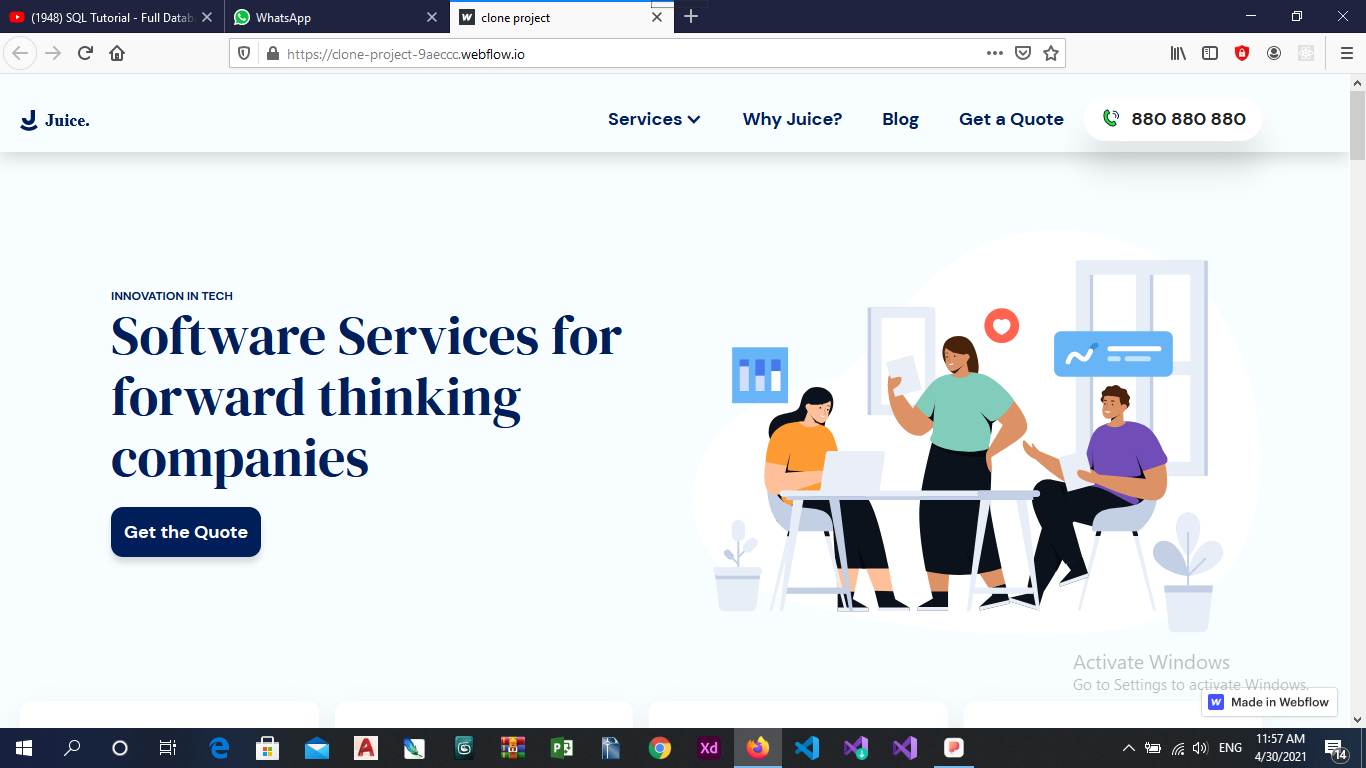 (1948) SQL Tutorial - Full Datab
WhatsApp
clone project
https://clone-project-9aeccc.webflow.io
Juice.
Services
Why Juice?
Blog
Get a Quote
880 880 880
INNOVATION IN TECH
Software Services for
forward thinking
companies
Get the Quote
Activate Windows
Go to Settings to activate Windows.
Made in Webflow
Xd
ENG
11:57 AM
4/30/2021
14